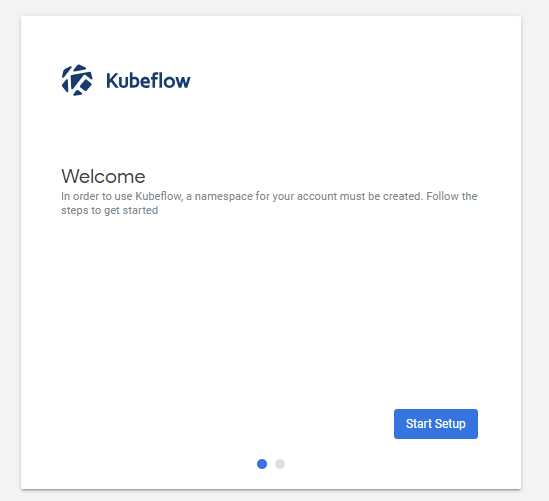 Kubeflow
Welcome
In order to use Kubeflow, a namespace for your account must be created. Follow the
steps to get started
Start Setup